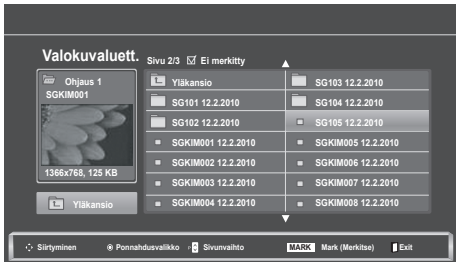 Valokuvaluett.
Sivu 2/3 Ei merkitty
Ohjaus 1
SGKIM001
1366x768, 125 KB
Yläkansio
Yläkansio
SG101 12.2.2010
SG102 12.2.2010
SGKIM001 12.2.2010
SGKIM002 12.2.2010
SGKIM003 12.2.2010
SGKIM004 12.2.2010
SG103 12.2.2010
SG104 12.2.2010
SG105 12.2.2010
SGKIM005 12.2.2010
SGKIM006 12.2.2010
SGKIM007 12.2.2010
SGKIM008 12.2.2010
Siirtyminen Ponnahdusvalikko P Sivunvaihto MARK Mark (Merkitse) Exit